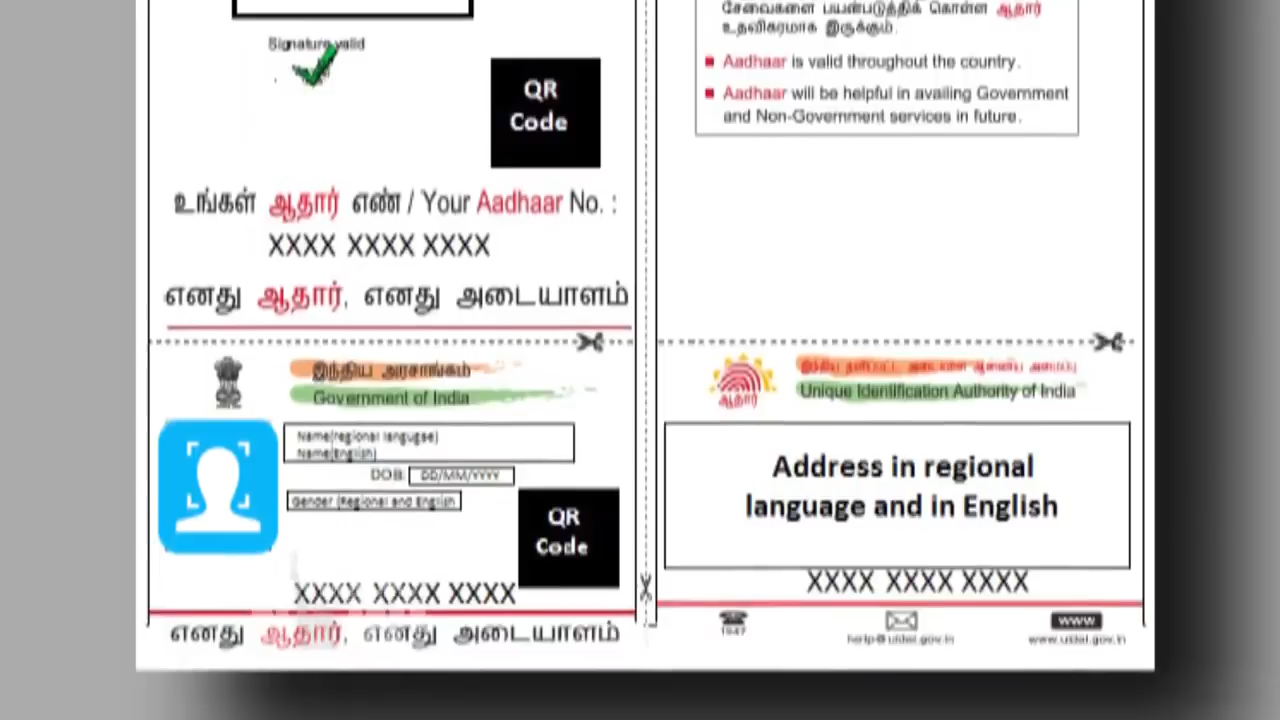 Signature valid
QR
Code
உங்கள் ஆதார் எண் / Your Aadhaar No. :
XXXX XXXX XXXX
எனது ஆதார், எனது அடையாளம்
இந்திய அரசாங்கம்
Government of India
Name(regional langugae)
Name(English)
DOB: DD/MM/YYYY
Gender (Regional and English
QR
Code
XXXX XXXX XXXX
எனது ஆதார், எனது அடையாளம்
சேவைகளை பயன்படுத்திக் கொள்ள ஆதார்
உதவிகரமாக இருக்கும்.
Aadhaar is valid throughout the country.
Aadhaar will be helpful in availing Government
and Non-Government services in future.
ஆதார்
Unique Identification Authority of India
Address in regional
language and in English
XXXX XXXX XXXX
1947
help@uidai.gov.in
www
www.uidai.gov.in